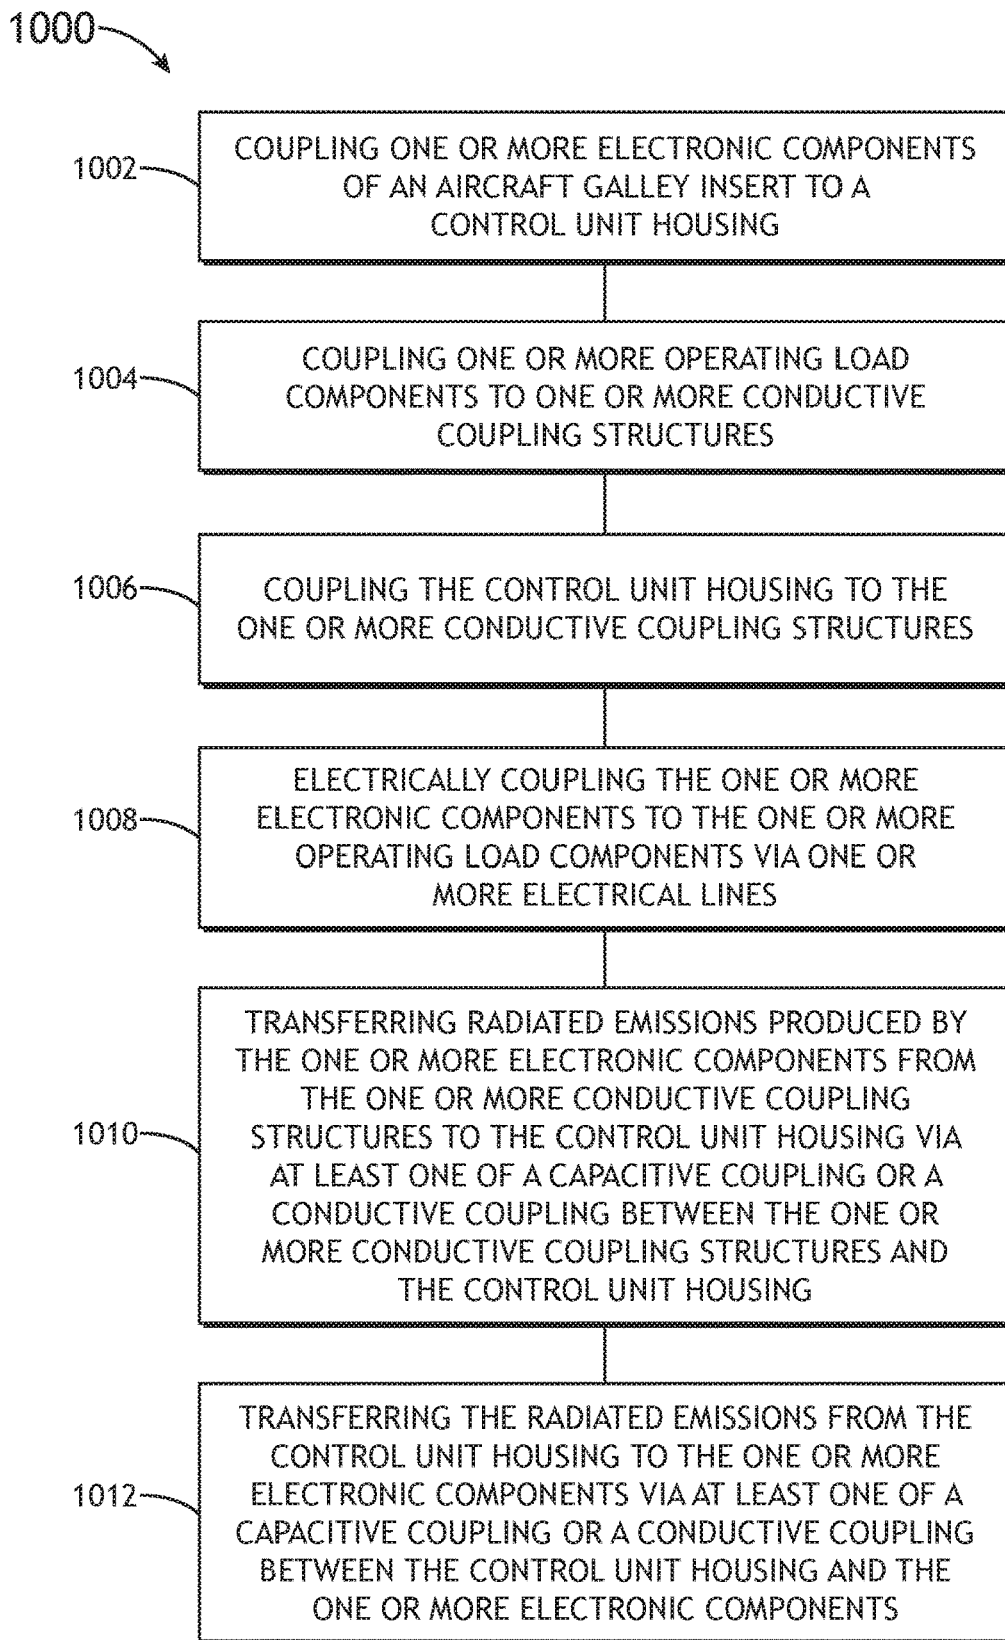 1000
1002
COUPLING ONE OR MORE ELECTRONIC COMPONENTS
OF AN AIRCRAFT GALLEY INSERT TO A
CONTROL UNIT HOUSING
1004
COUPLING ONE OR MORE OPERATING LOAD
COMPONENTS TO ONE OR MORE CONDUCTIVE
COUPLING STRUCTURES
1006
COUPLING THE CONTROL UNIT HOUSING TO THE
ONE OR MORE CONDUCTIVE COUPLING STRUCTURES
1008
ELECTRICALLY COUPLING THE ONE OR MORE
ELECTRONIC COMPONENTS TO THE ONE OR MORE
OPERATING LOAD COMPONENTS VIA ONE OR
MORE ELECTRICAL LINES
1010
TRANSFERRING RADIATED EMISSIONS PRODUCED BY
THE ONE OR MORE ELECTRONIC COMPONENTS FROM
THE ONE OR MORE CONDUCTIVE COUPLING
STRUCTURES TO THE CONTROL UNIT HOUSING VIA
AT LEAST ONE OF A CAPACITIVE COUPLING OR A
CONDUCTIVE COUPLING BETWEEN THE ONE OR
MORE CONDUCTIVE COUPLING STRUCTURES AND
THE CONTROL UNIT HOUSING
1012
TRANSFERRING THE RADIATED EMISSIONS FROM THE
CONTROL UNIT HOUSING TO THE ONE OR MORE
ELECTRONIC COMPONENTS VIA AT LEAST ONE OF A
CAPACITIVE COUPLING OR A CONDUCTIVE COUPLING
BETWEEN THE CONTROL UNIT HOUSING AND THE
ONE OR MORE ELECTRONIC COMPONENTS